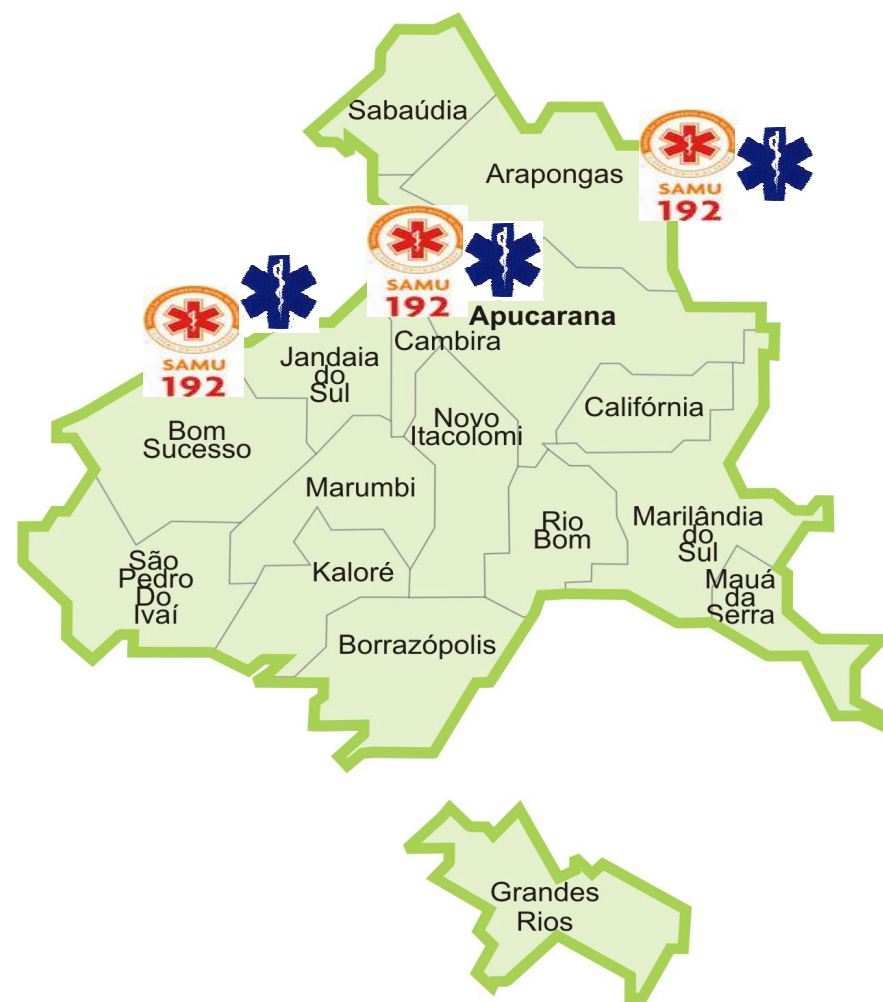 Sabaúdia
Arapongas
SAMU
192
SAMU
192
Apucarana
SAMU
192
Cambira
Jandaia
do
Sul
Califórnia
Novo
Itacolomi
Bom
Sucesso
Marumbi
Rio
Bom
Marilândia
do
Sul
São
Pedro
Do
Ivaí
Kaloré
Mauá
da
Serra
Borrazópolis
Grandes
Rios